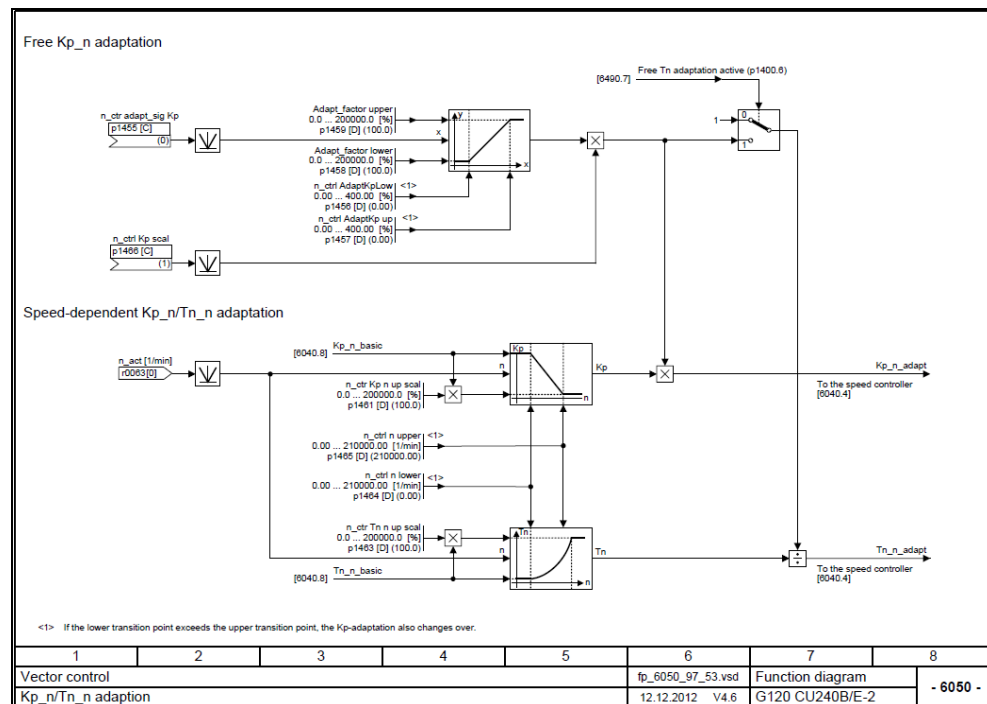 Free Kp_n adaptation
Free Tn adaptation active (p1400.6)
[6490.7]
n_ctr adapt_sig Kp
p1455 [C]
(0)
Adapt_factor upper
0.0 ... 200000.0 [%]
p1459 [D] (100.0)
Adapt_factor lower
0.0 ... 200000.0 [%]
p1458 [D] (100.0)
n_ctrl AdaptKpLow <1>
0.00 ... 400.00 [%]
p1456 [D] (0.00)
n_ctrl AdaptKp up <1>
0.00 ... 400.00 [%]
p1457 [D] (0.00)
y
x
x
1
0
1
n_ctrl Kp scal
p1466 [C]
(1)
Speed-dependent Kp_n/Tn_n adaptation
n_act [1/min]
r0063[0]
[6040.8]
Kp_n_basic
n_ctr Kp n up scal
0.0 ... 200000.0 [%]
p1461 [D] (100.0)
Kp
n
n
Kp
Kp_n_adapt
To the speed controller
[6040.4]
n_ctrl n upper <1>
0.00 ... 210000.00 [1/min]
p1465 [D] (210000.00)
n_ctrl n lower <1>
0.00 ... 210000.00 [1/min]
p1464 [D] (0.00)
n_ctr Tn n up scal
0.0 ... 200000.0 [%]
p1463 [D] (100.0)
[6040.8]
Tn_n_basic
Tn
n
n
Tn
Tn_n_adapt
To the speed controller
[6040.4]
<1> If the lower transition point exceeds the upper transition point, the Kp-adaptation also changes over.
1 2 3 4 5 6 7 8
Vector control fp_6050_97_53.vsd Function diagram
Kp_n/Tn_n adaption 12.12.2012 V4.6 G120 CU240B/E-2
- 6050 -